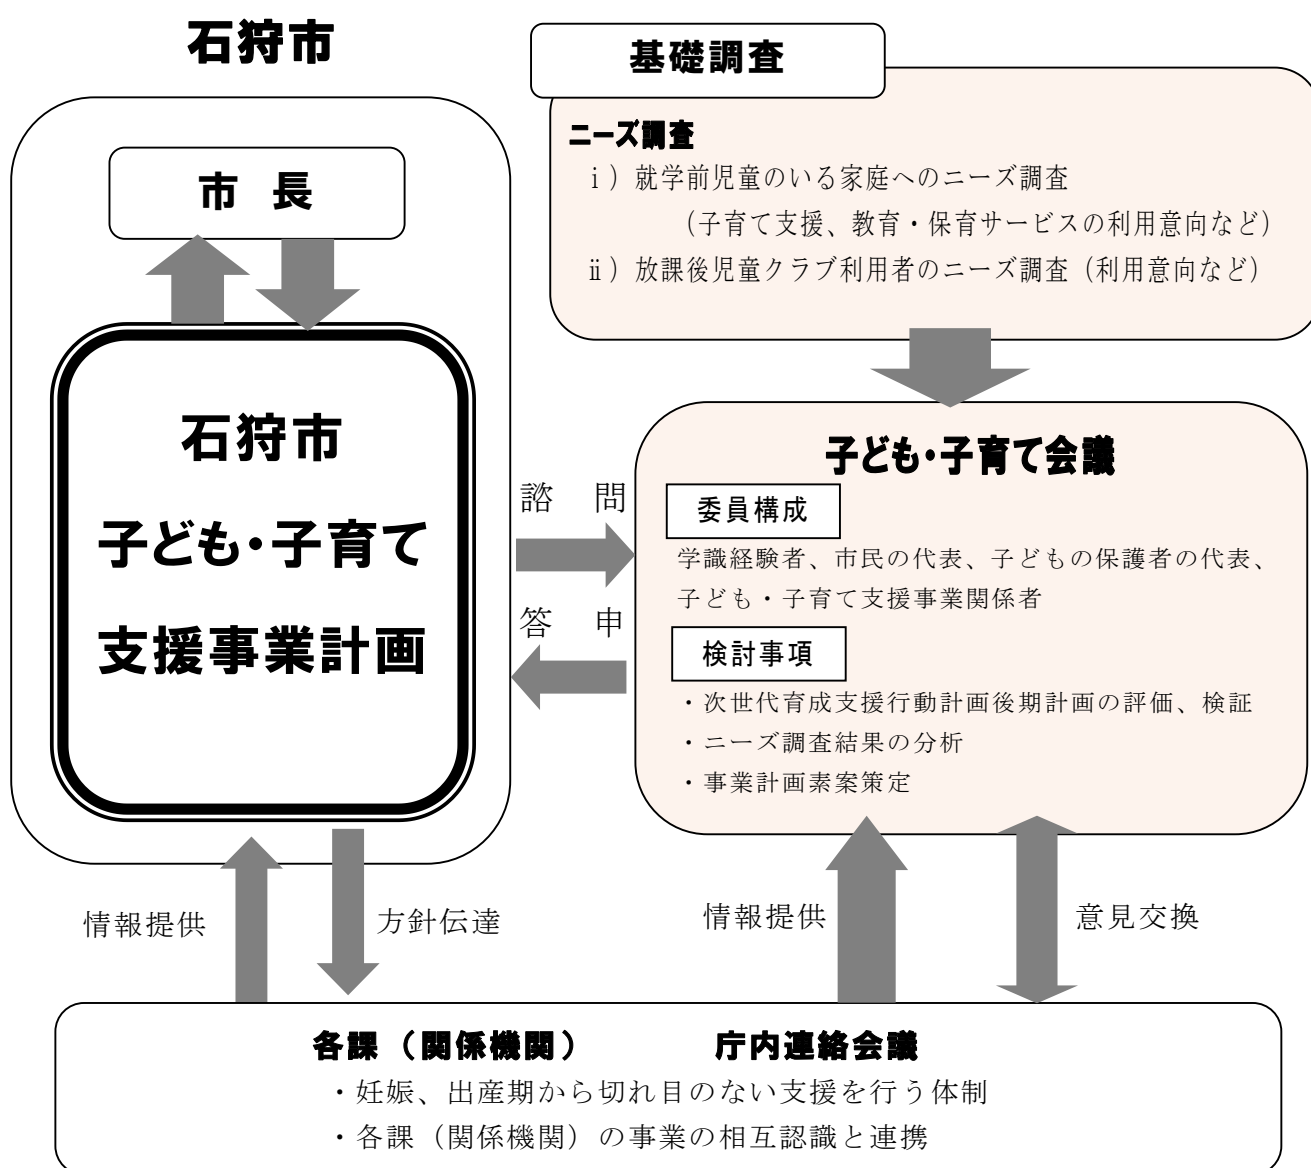 石狩市
市 長
石狩市
子ども・子育て
支援事業計画
基礎調査
ニーズ調査
ⅰ）就学前児童のいる家庭へのニーズ調査
（子育て支援、教育・保育サービスの利用意向など）
ⅱ）放課後児童クラブ利用者のニーズ調査（利用意向など）
諮 問
答 申
子ども・子育て会議
委員構成
学識経験者、市民の代表、子どもの保護者の代表、
子ども・子育て支援事業関係者
検討事項
・次世代育成支援行動計画後期計画の評価、検証
・ニーズ調査結果の分析
・事業計画素案策定
情報提供
方針伝達
情報提供
意見交換
各課（関係機関） 庁内連絡会議
・妊娠、出産期から切れ目のない支援を行う体制
・各課（関係機関）の事業の相互認識と連携